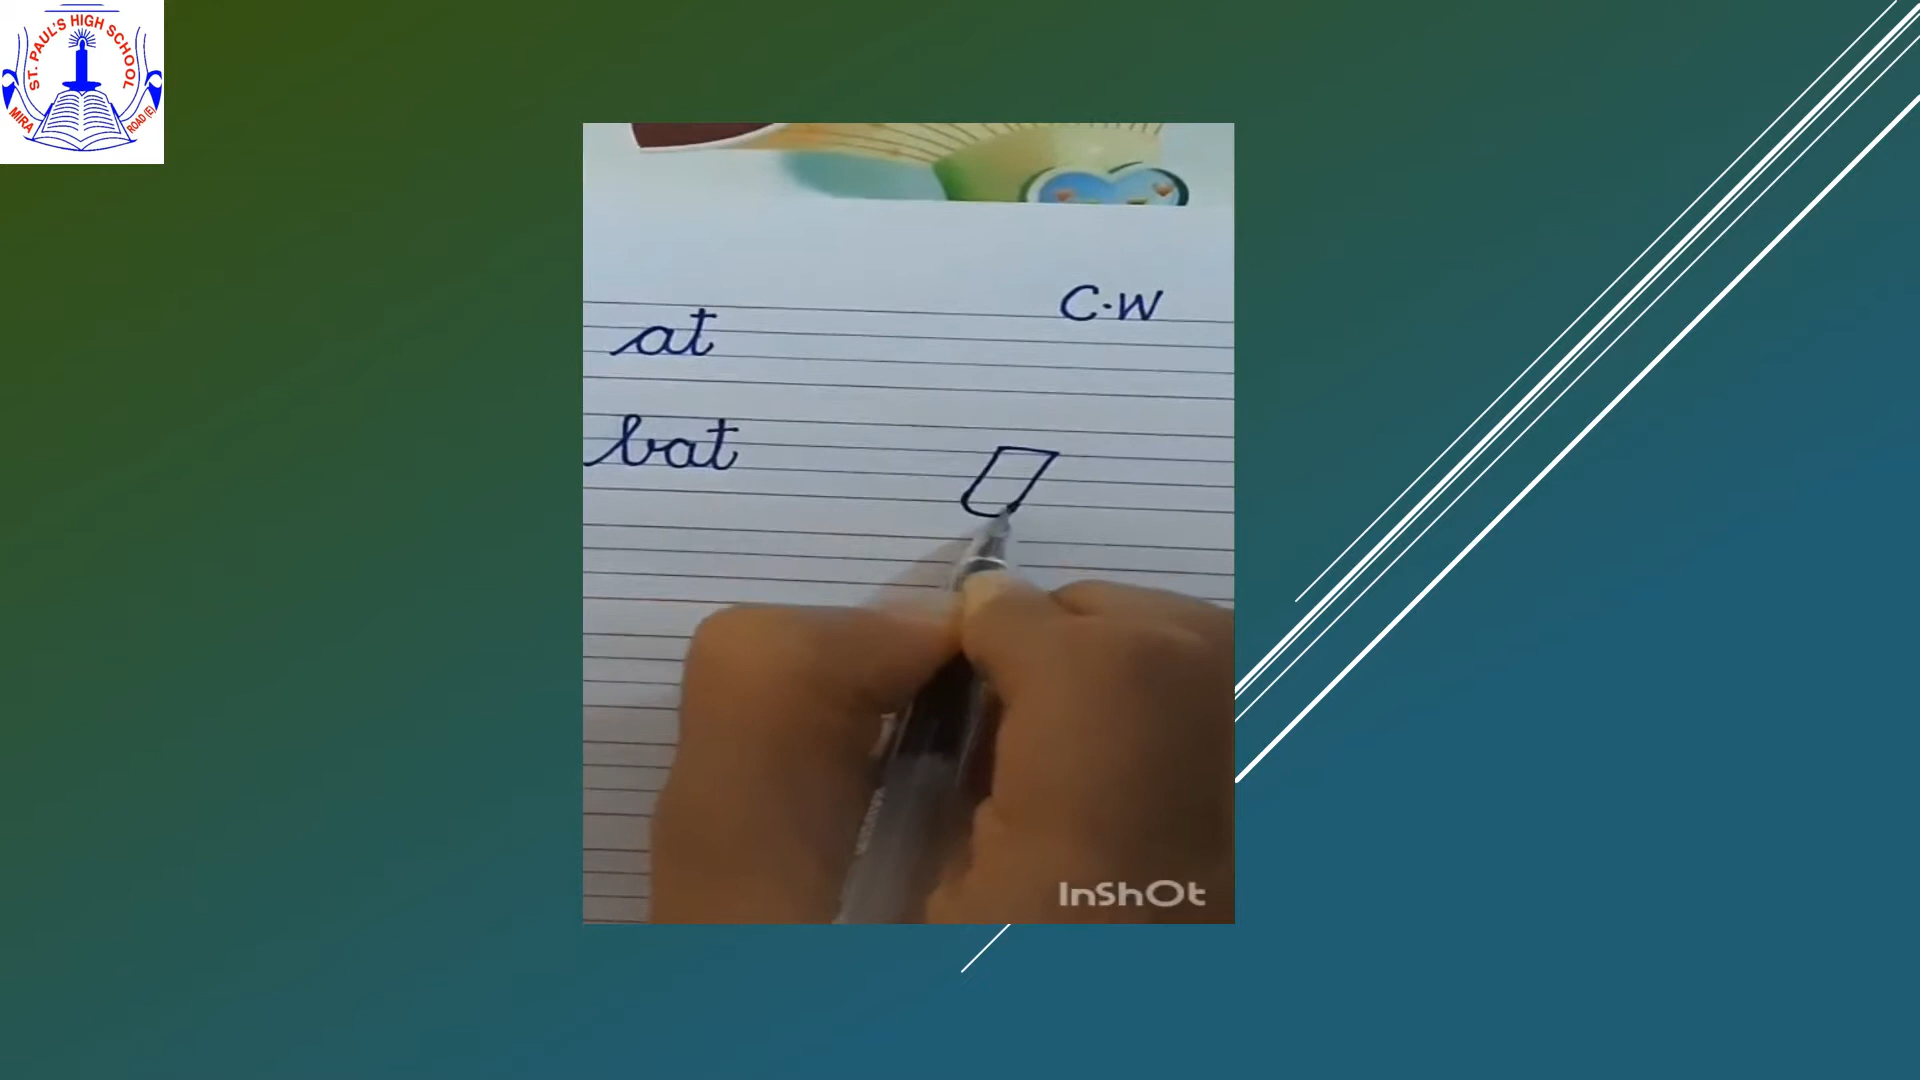 ST. PAUL'S HIGH SCHOOL
MIRA ROAD (E)
C.W
at
bat
InShOt